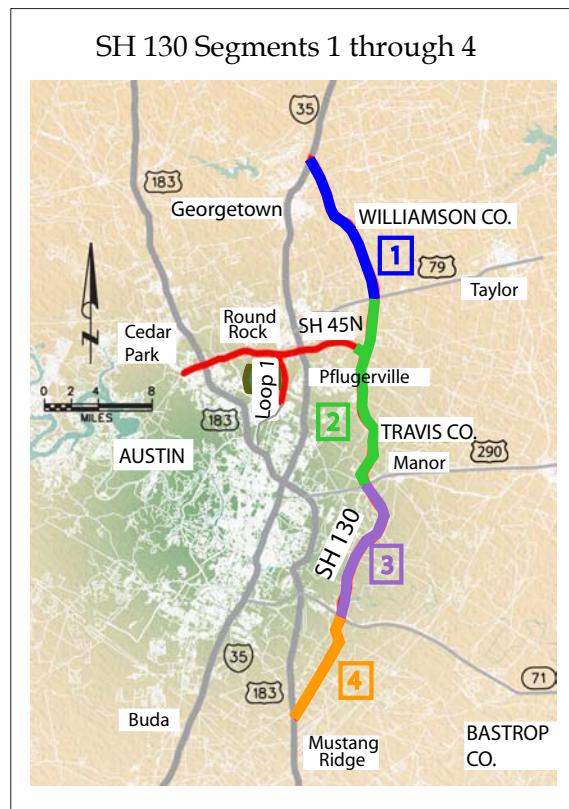 SH 130 Segments 1 through 4
35
183
Georgetown
WILLIAMSON CO.
1
79
Taylor
Round
Rock
SH 45N
Cedar
Park
Loop 1
Pflugerville
0 4 8
MILES
183
2
TRAVIS CO.
290
AUSTIN
Manor
SH 130
3
35
183
4
71
Buda
Mustang
Ridge
BASTROP
CO.